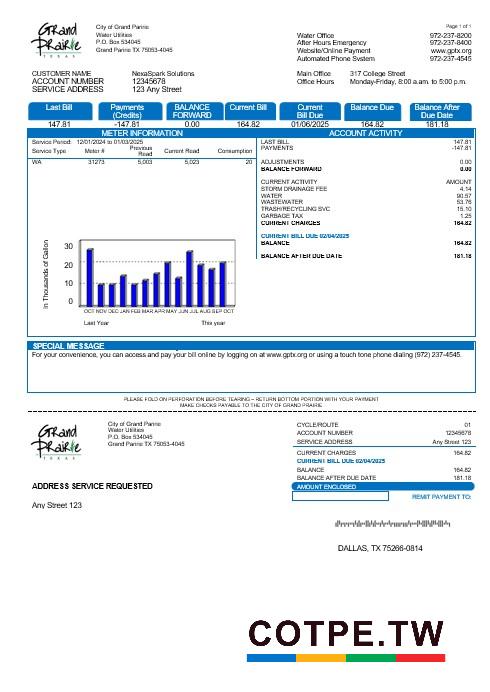 Grand Prairie
TEXAS
City of Grand Prairie
Water Utilities
P.O. Box 534045
Grand Prairie TX 75053-4045
Page 1 of 1
Water Office 972-237-8200
After Hours Emergency 972-237-8400
Website/Online Payment www.gptx.org
Automated Phone System 972-237-4545
CUSTOMER NAME NexaSpark Solutions
ACCOUNT NUMBER 12345678
SERVICE ADDRESS 123 Any Street
Main Office 317 College Street
Office Hours Monday-Friday, 8:00 a.am. to 5:00 p.m.
Last Bill Payments (Credits) BALANCE FORWARD Current Bill Current Bill Due Balance Due Balance After Due Date
147.81 -147.81 0.00 164.82 01/06/2025 164.82 181.18
METER INFORMATION
Service Period: 12/01/2024 to 01/03/2025
Service Type Meter # Previous Read Current Read Consumption
WA 31273 5,003 5,023 20
In Thousands of Gallon
30
20
10
0
OCT NOV DEC JAN FEB MAR APR MAY JUN JUL AUG SEP OCT
Last Year This year
ACCOUNT ACTIVITY
LAST BILL 147.81
PAYMENTS -147.81
ADJUSTMENTS 0.00
BALANCE FORWARD 0.00
CURRENT ACTIVITY AMOUNT
STORM DRAINAGE FEE 4.14
WATER 90.57
WASTEWATER 53.76
TRASH/RECYCLING SVC 15.10
GARBAGE TAX 1.25
CURRENT CHARGES 164.82
CURRENT BILL DUE 02/04/2025
BALANCE 164.82
BALANCE AFTER DUE DATE 181.18
SPECIAL MESSAGE
For your convenience, you can access and pay your bill online by logging on at www.gptx.org or using a touch tone phone dialing (972) 237-4545.
PLEASE FOLD ON PERFORATION BEFORE TEARING – RETURN BOTTOM PORTION WITH YOUR PAYMENT
MAKE CHECKS PAYABLE TO THE CITY OF GRAND PRAIRIE
Grand Prairie
TEXAS
City of Grand Prairie
Water Utilities
P.O. Box 534045
Grand Prairie TX 75053-4045
CYCLE/ROUTE 01
ACCOUNT NUMBER 12345678
SERVICE ADDRESS Any Street 123
CURRENT CHARGES 164.82
CURRENT BILL DUE 02/04/2025
BALANCE 164.82
BALANCE AFTER DUE DATE 181.18
AMOUNT ENCLOSED
REMIT PAYMENT TO:
ADDRESS SERVICE REQUESTED
Any Street 123
DALLAS, TX 75266-0814
COTPE.TW